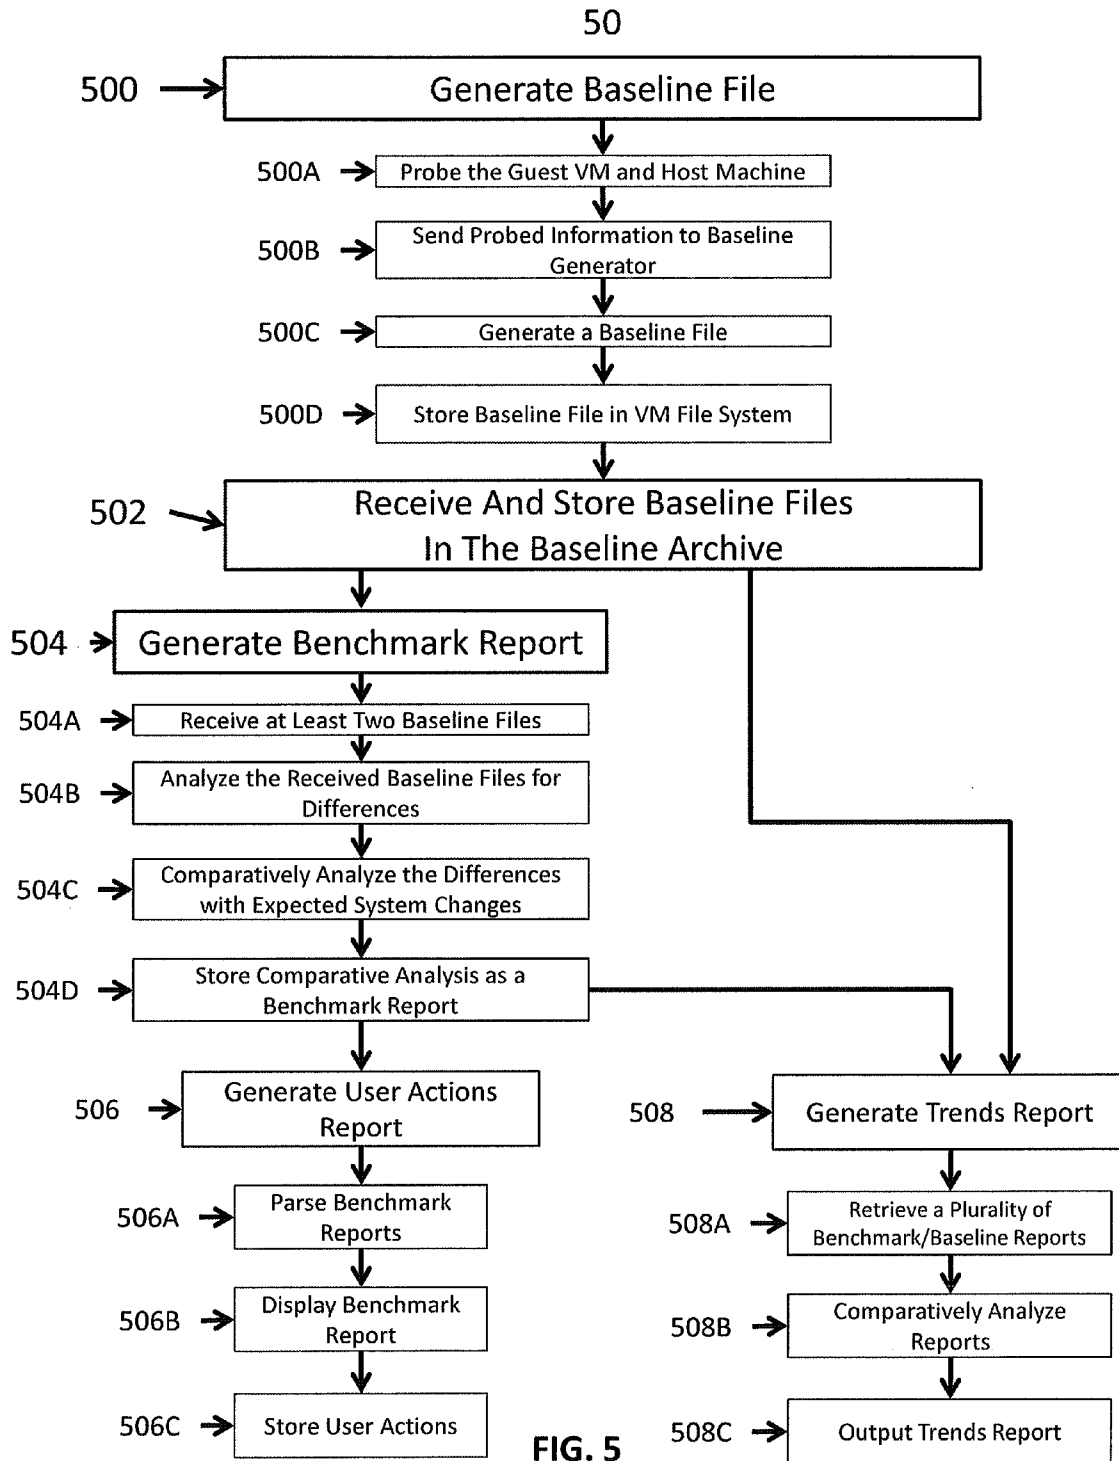 50
500
Generate Baseline File
500A
Probe the Guest VM and Host Machine
500B
Send Probed Information to Baseline
Generator
500C
Generate a Baseline File
500D
Store Baseline File in VM File System
502
Receive And Store Baseline Files
In The Baseline Archive
504
Generate Benchmark Report
504A
Receive at Least Two Baseline Files
504B
Analyze the Received Baseline Files for
Differences
504C
Comparatively Analyze the Differences
with Expected System Changes
504D
Store Comparative Analysis as a
Benchmark Report
506
Generate User Actions
Report
506A
Parse Benchmark
Reports
506B
Display Benchmark
Report
506C
Store User Actions
508
Generate Trends Report
508A
Retrieve a Plurality of
Benchmark/Baseline Reports
508B
Comparatively Analyze
Reports
508C
Output Trends Report
FIG. 5